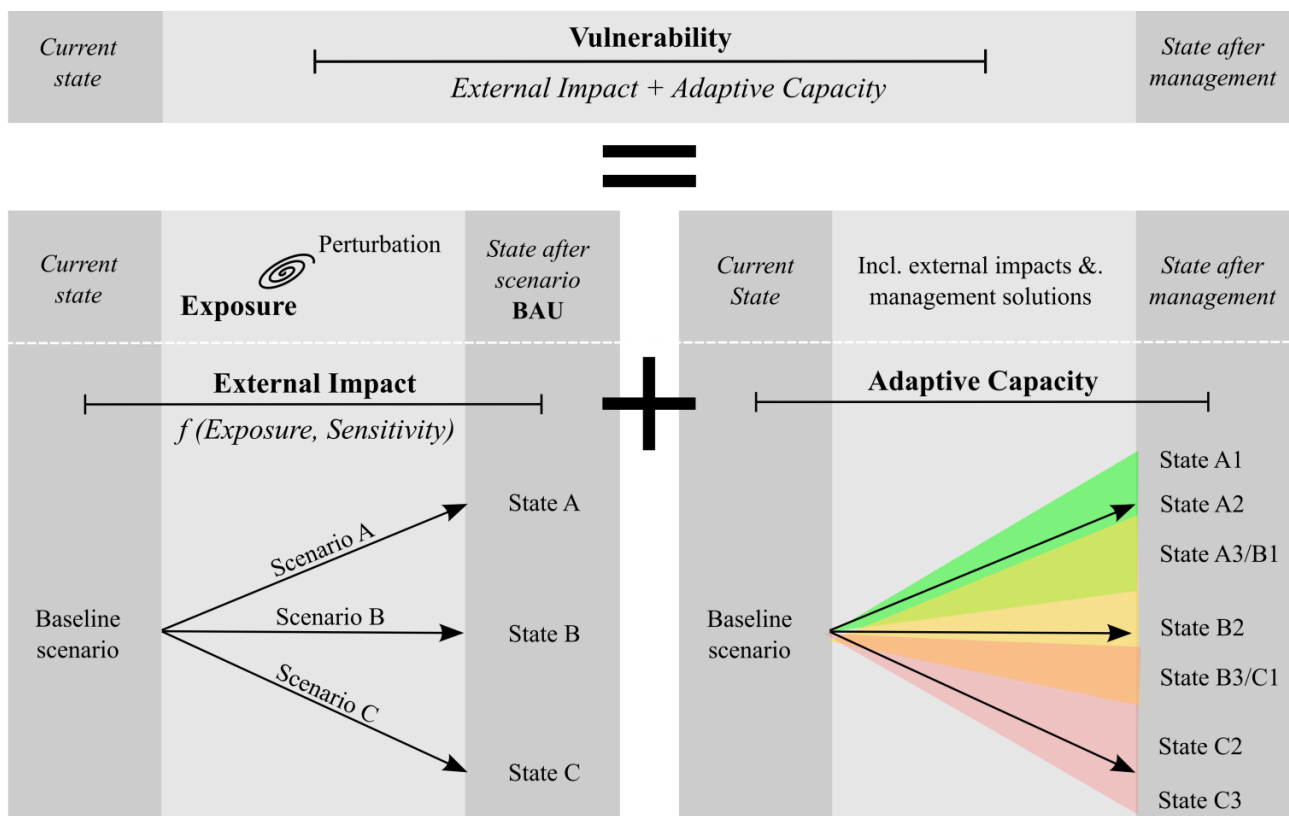 Current
state
Vulnerability
External Impact + Adaptive Capacity
State after
management
Current
state
Perturbation
Exposure
State after
scenario
BAU
External Impact
f (Exposure, Sensitivity)
Baseline
scenario
Scenario A
Scenario B
Scenario C
State A
State B
State C
Current
State
Incl. external impacts &.
management solutions
State after
management
Adaptive Capacity
Baseline
scenario
State A1
State A2
State A3/B1
State B2
State B3/C1
State C2
State C3